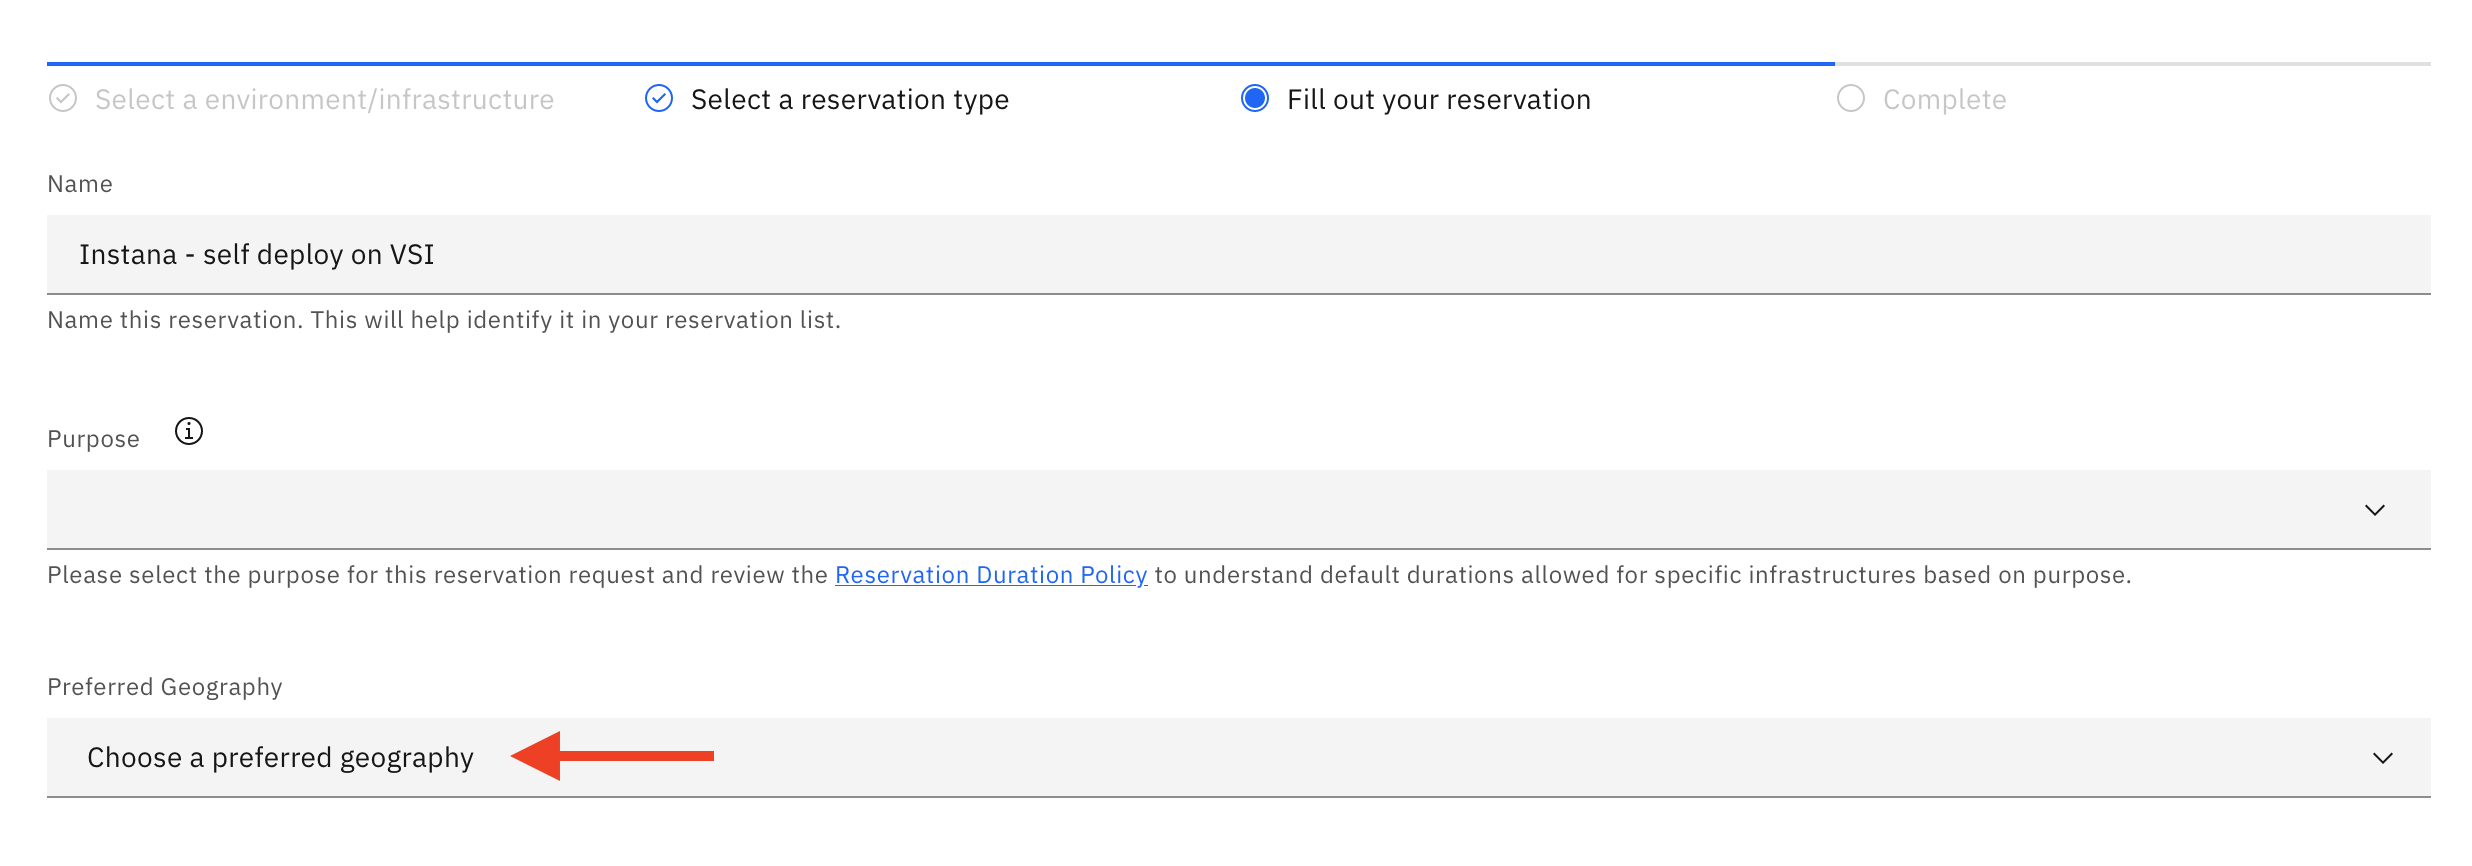 Select a environment/infrastructure
Select a reservation type
Fill out your reservation
Complete
Name
Instana - self deploy on VSI
Name this reservation. This will help identify it in your reservation list.
Purpose
Please select the purpose for this reservation request and review the Reservation Duration Policy to understand default durations allowed for specific infrastructures based on purpose.
Preferred Geography
Choose a preferred geography